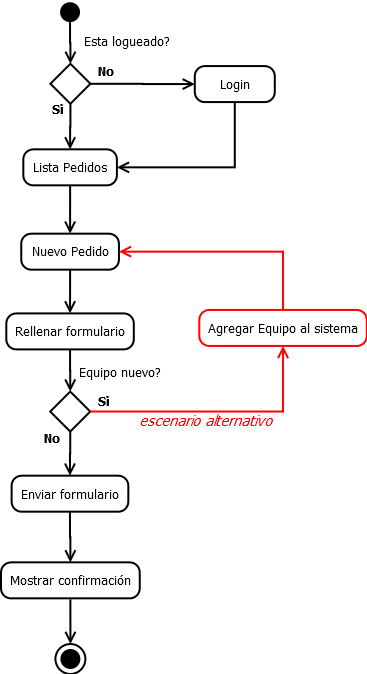 Esta logueado?
No
Login
Si
Lista Pedidos
Nuevo Pedido
Rellenar formulario
Agregar Equipo al sistema
Equipo nuevo?
Si
escenario alternativo
No
Enviar formulario
Mostrar confirmación